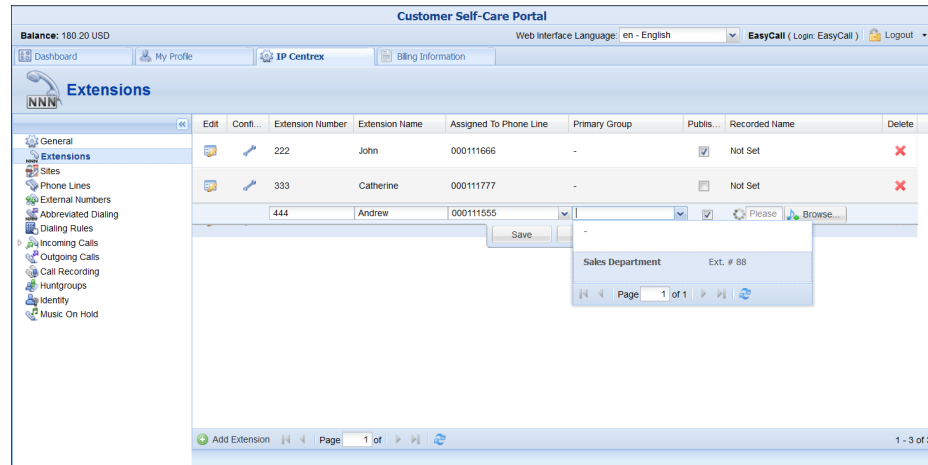 Customer Self-Care Portal
Balance: 180.20 USD Web Interface Language: en - English EasyCall ( Login: EasyCall ) Logout
Dashboard My Profile IP Centrex Billing Information
NNN Extensions
Edit Confi... Extension Number Extension Name Assigned To Phone Line Primary Group Publis... Recorded Name Delete
General
Extensions
Sites
Phone Lines
External Numbers
Abbreviated Dialing
Dialing Rules
Incoming Calls
Outgoing Calls
Call Recording
Huntgroups
Identity
Music On Hold
222 John 000111666 - Not Set
333 Catherine 000111777 - Not Set
444 Andrew 000111555 Please Browse...
Save
-
Sales Department Ext. # 88
Page 1 of 1
Add Extension Page 1 of 1 - 3 of